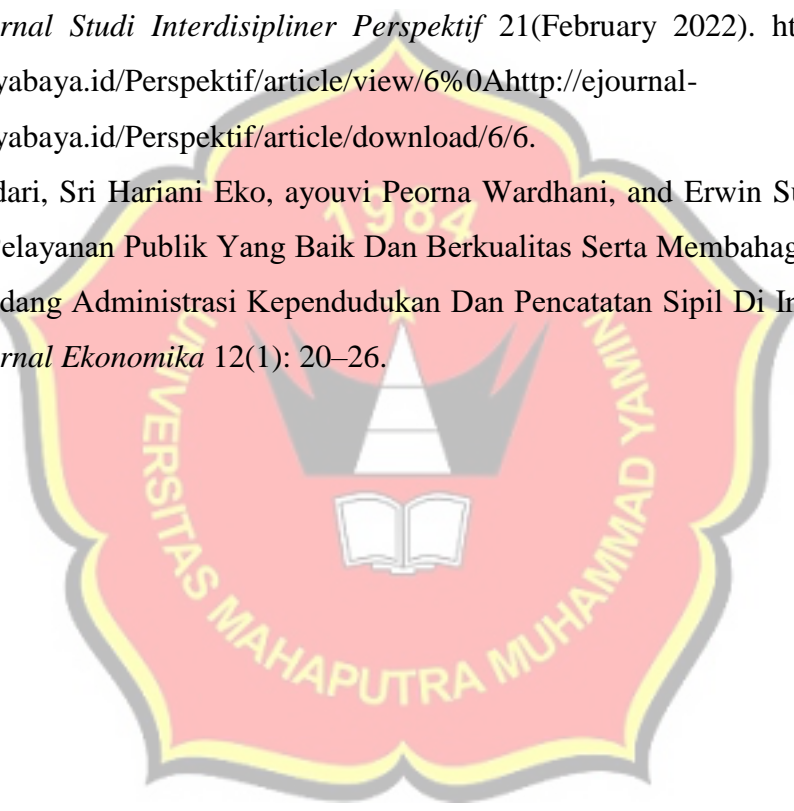 rnal Studi Interdisipliner Perspektif 21(February 2022). ht
yabaya.id/Perspektif/article/view/6%0Ahttp://ejournal-
yabaya.id/Perspektif/article/download/6/6.
dari, Sri Hariani Eko, ayouvi Peorna Wardhani, and Erwin Su
Pelayanan Publik Yang Baik Dan Berkualitas Serta Membahag
dang Administrasi Kependudukan Dan Pencatatan Sipil Di In
rnal Ekonomika 12(1): 20–26.
1984
UNIVERSITAS MAHAPUTRA MUHAMMAD YAMIN